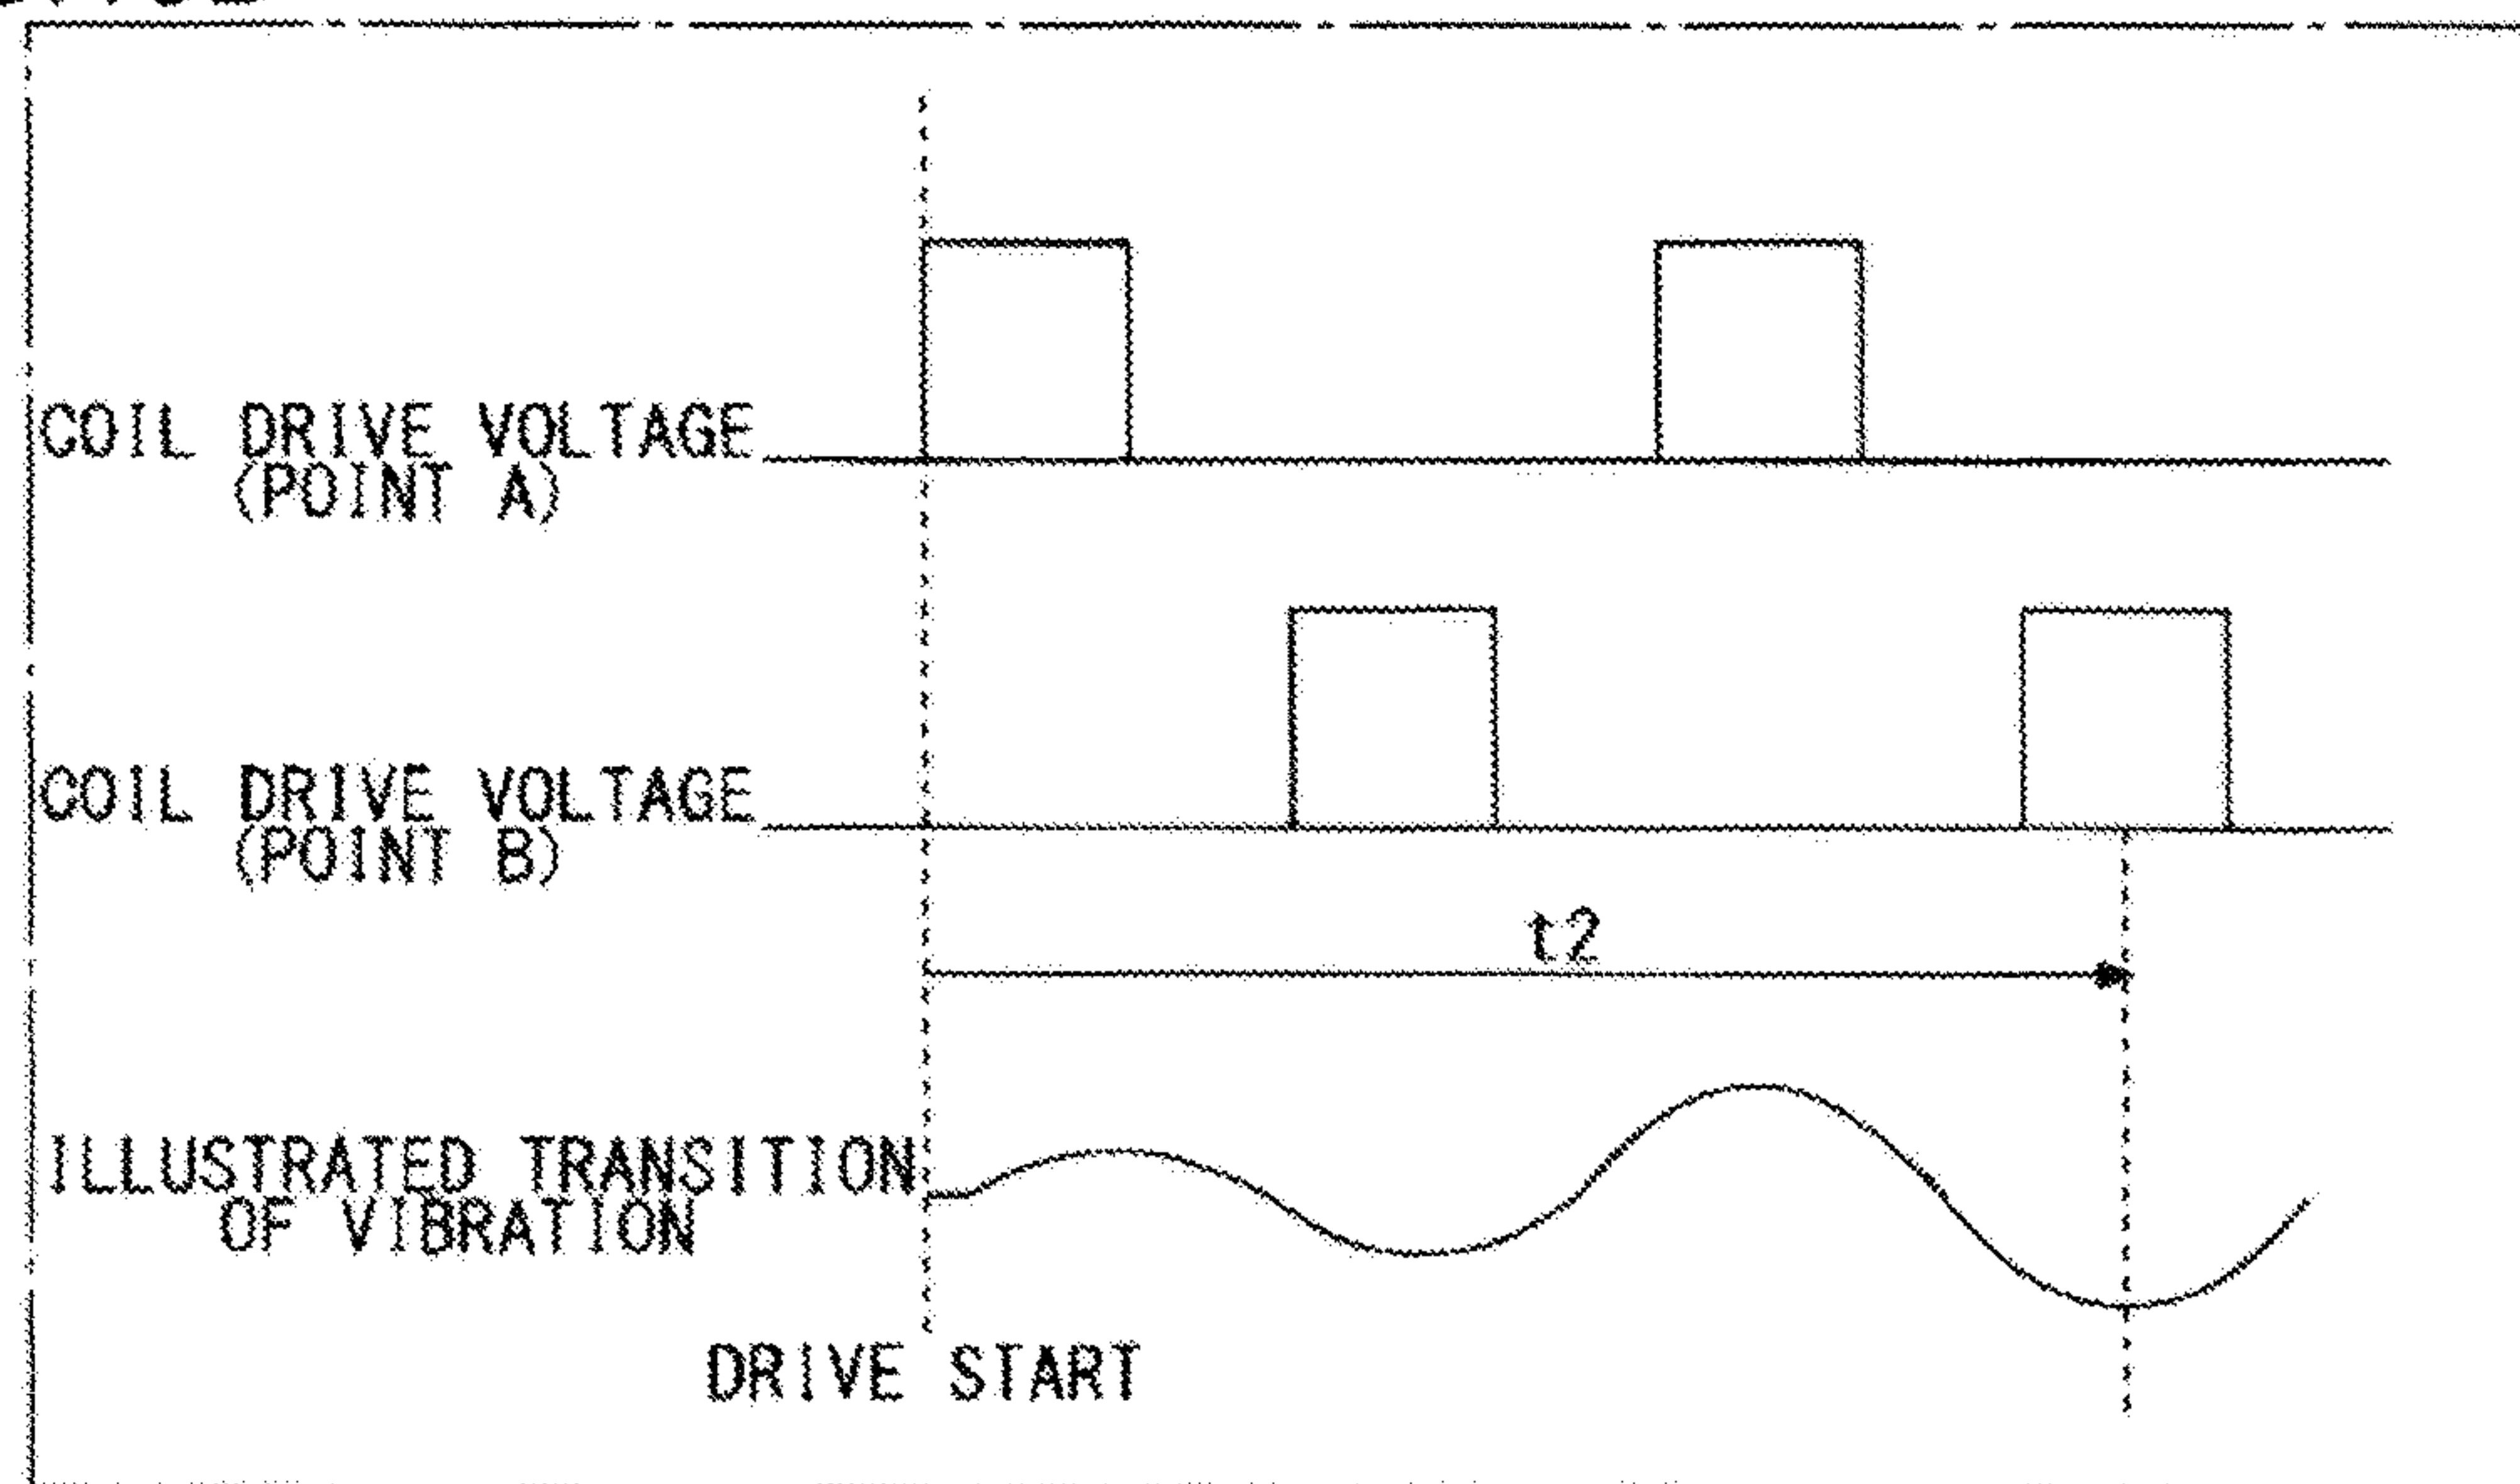 COIL DRIVE VOLTAGE
(POINT A)
COIL DRIVE VOLTAGE
(POINT B)
t2
ILLUSTRATED TRANSITION
OF VIBRATION
DRIVE START